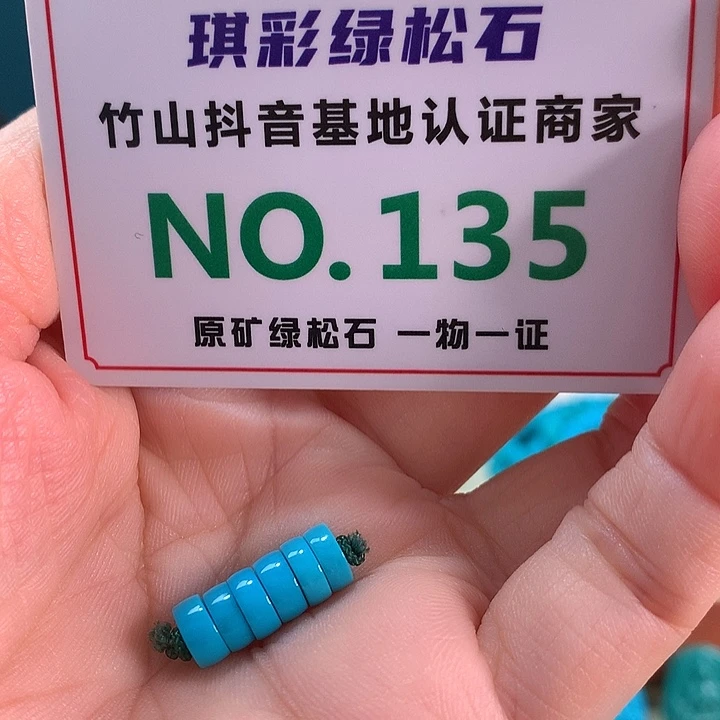 琪彩绿松石
竹山抖音基地认证商家
NO.135
原矿绿松石 一物一证